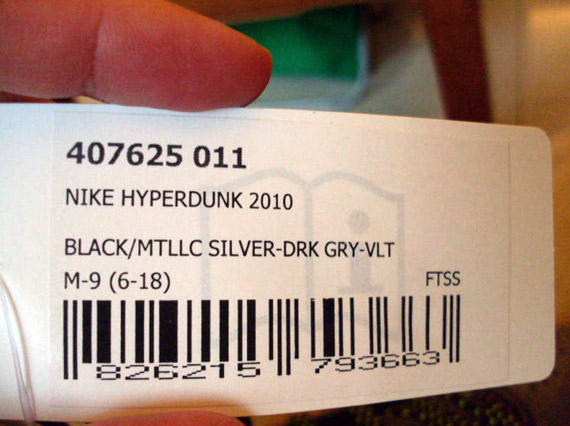 407625 011
NIKE HYPERDUNK 2010
BLACK/MTLLC SILVER-DRK GRY-VLT
M-9 (6-18) FTSS
826215 793663